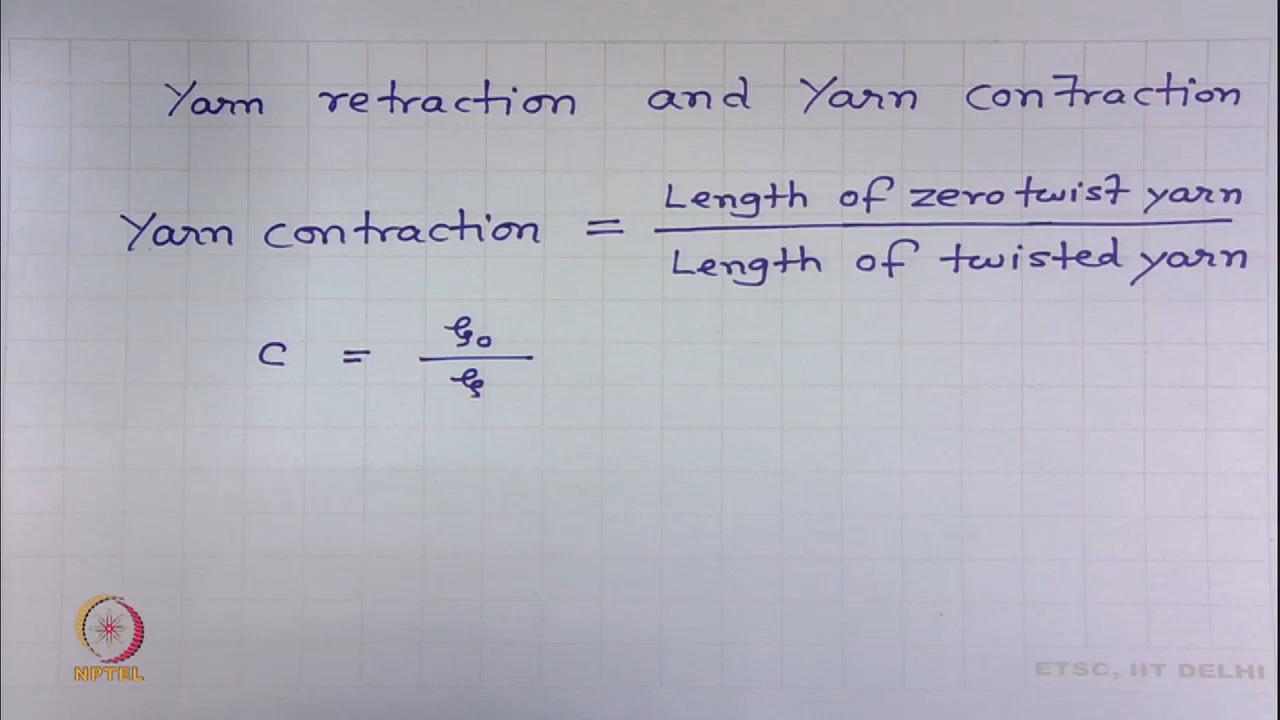 Yarn retraction and Yarn contraction
Yarn contraction = Length of zero twist yarn / Length of twisted yarn
c = ξ₀ / ξ
NPTEL
ETSC, IIT DELHI